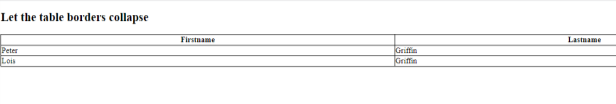 Let the table borders collapse
Firstname Lastname
Peter Griffin
Lois Griffin